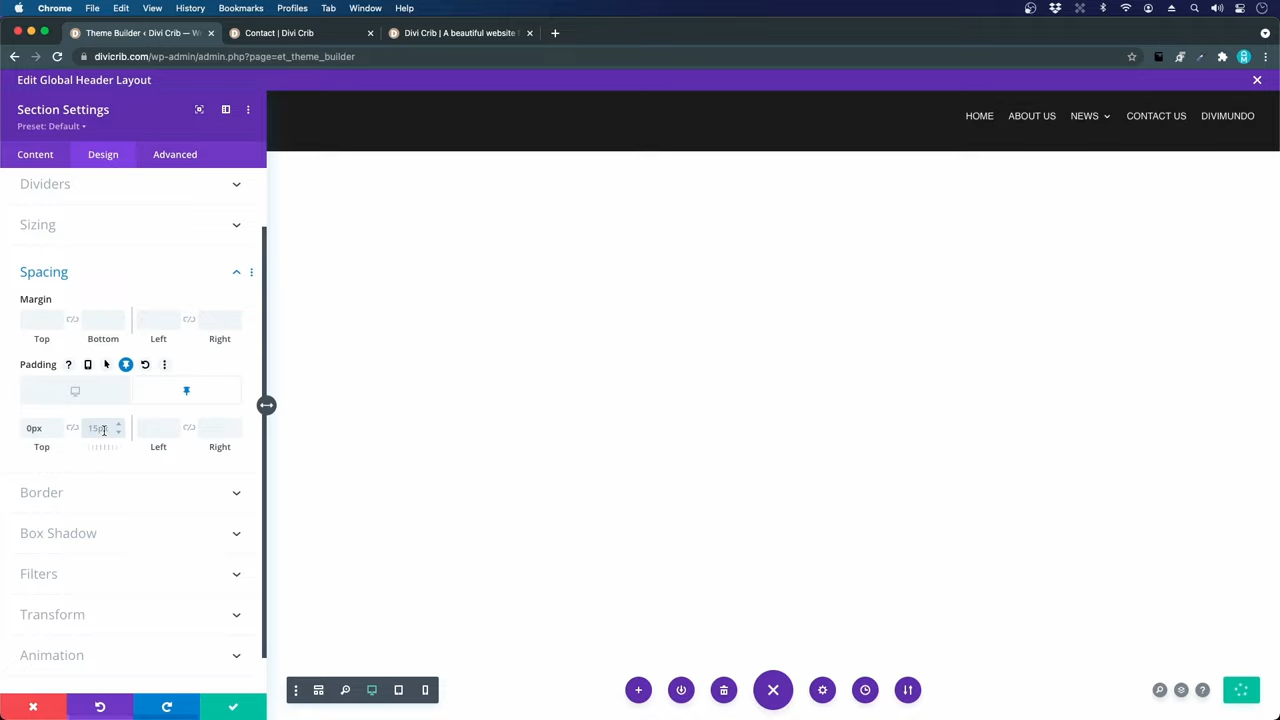 Chrome File Edit View History Bookmarks Profiles Tab Window Help
Theme Builder ‹ Divi Crib — W
Contact | Divi Crib
Divi Crib | A beautiful website
divicrib.com/wp-admin/admin.php?page=et_theme_builder
Edit Global Header Layout
Section Settings
Preset: Default
HOME ABOUT US NEWS CONTACT US DIVIMUNDO
Content Design Advanced
Dividers
Sizing
Spacing
Margin
Top Bottom Left Right
Padding ?
0px 15px
Top Left Right
Border
Box Shadow
Filters
Transform
Animation
?